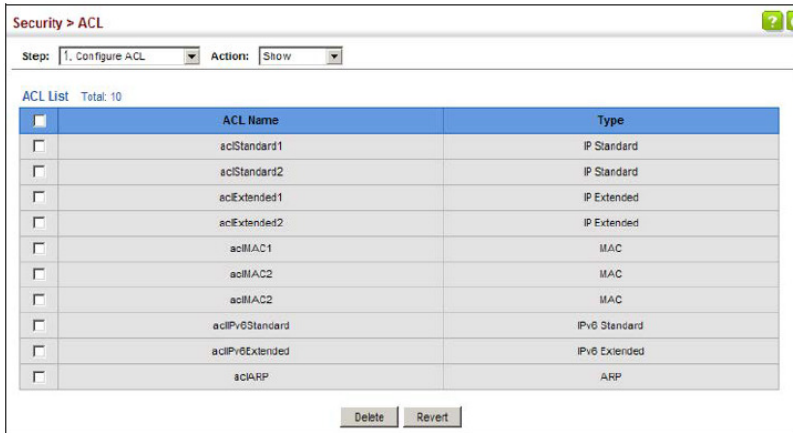 Security > ACL ?
Step: 1. Configure ACL Action: Show
ACL List Total: 10
ACL Name Type
aclStandard1 IP Standard
aclStandard2 IP Standard
aclExtended1 IP Extended
aclExtended2 IP Extended
aclMAC1 MAC
aclMAC2 MAC
aclMAC2 MAC
aclIPv6Standard IPv6 Standard
aclIPv6Extended IPv6 Extended
aclARP ARP
Delete Revert